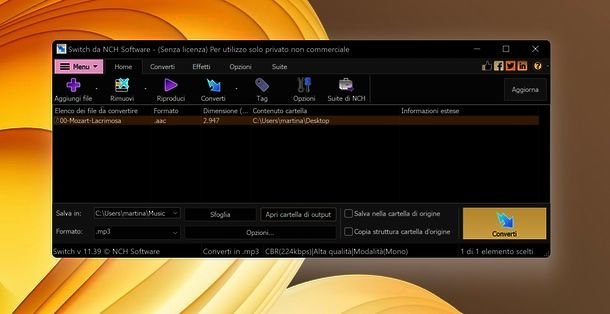 Switch da NCH Software - (Senza licenza) Per utilizzo solo privato non commerciale
Menu Home Converti Effetti Opzioni Suite
Aggiungi file Rimuovi Riproduci Converti Tag Opzioni Suite di NCH Aggiorna
Elenco dei file da convertire Formato Dimensione (... Contenuto cartella Informazioni estese
00-Mozart-Lacrimosa .aac 2.947 C:\Users\martina\Desktop
Salva in: C:\Users\martina\Music Sfoglia Apri cartella di output Salva nella cartella di origine
Formato: .mp3 Opzioni... Copia struttura cartella d'origine Converti
Switch v 11.39 © NCH Software Converti in .mp3 CBR(224kbps)|Alta qualità|Modalità(Mono) 1 di 1 elemento scelti